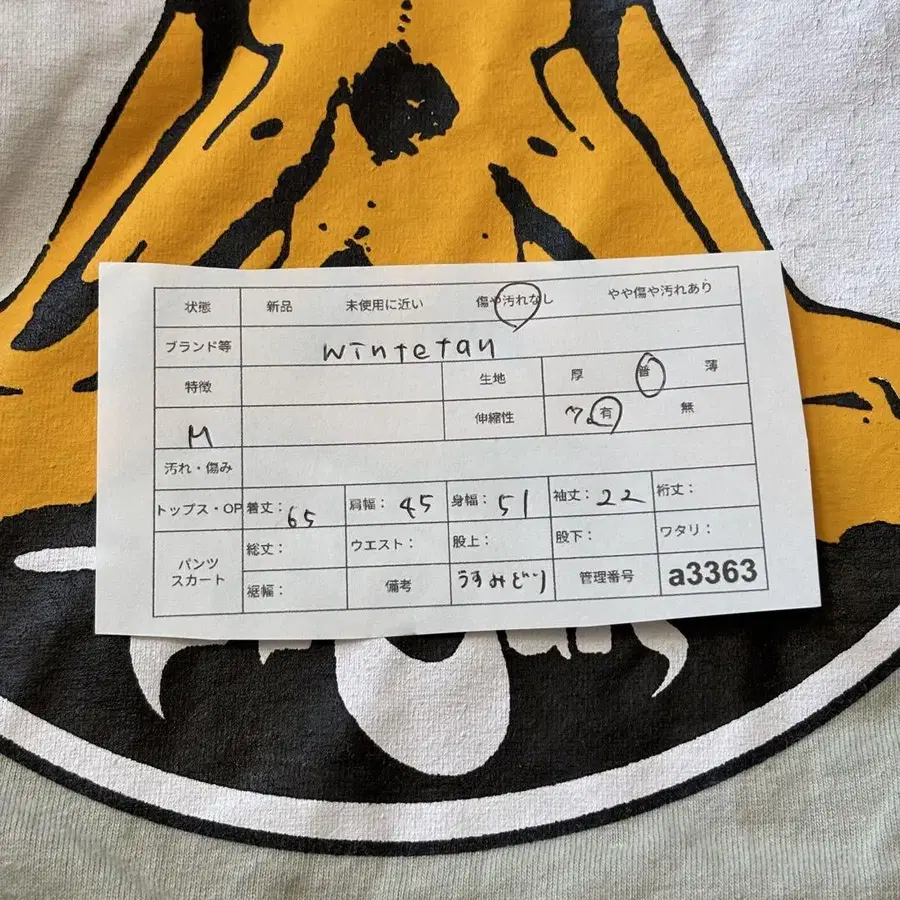 状態 新品 未使用に近い 傷や汚れなし やや傷や汚れあり
ブランド等 wintetan
特徴 生地 厚 普 薄
M 伸縮性 有 無
汚れ・傷み
トップス・OP 着丈:65 肩幅:45 身幅:51 袖丈:22 裄丈:
パンツ スカート 総丈: ウエスト: 股上: 股下: ワタリ:
裾幅: 備考 うすみどり 管理番号 a3363